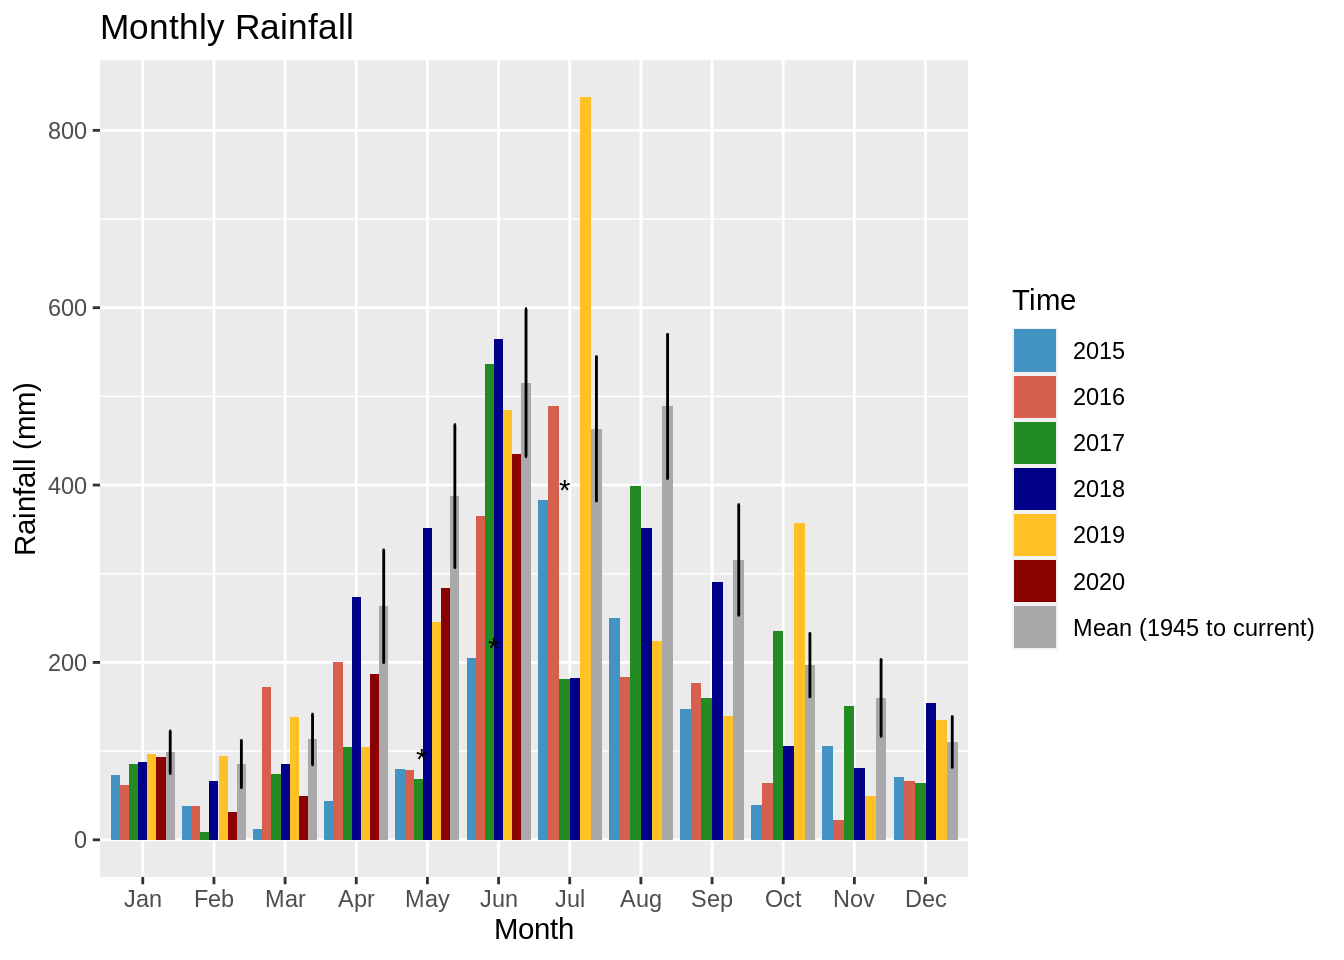 Monthly Rainfall
Rainfall (mm)
800
600
400
200
0
*
*
*
Jan Feb Mar Apr May Jun Jul Aug Sep Oct Nov Dec
Month
Time
2015
2016
2017
2018
2019
2020
Mean (1945 to current)